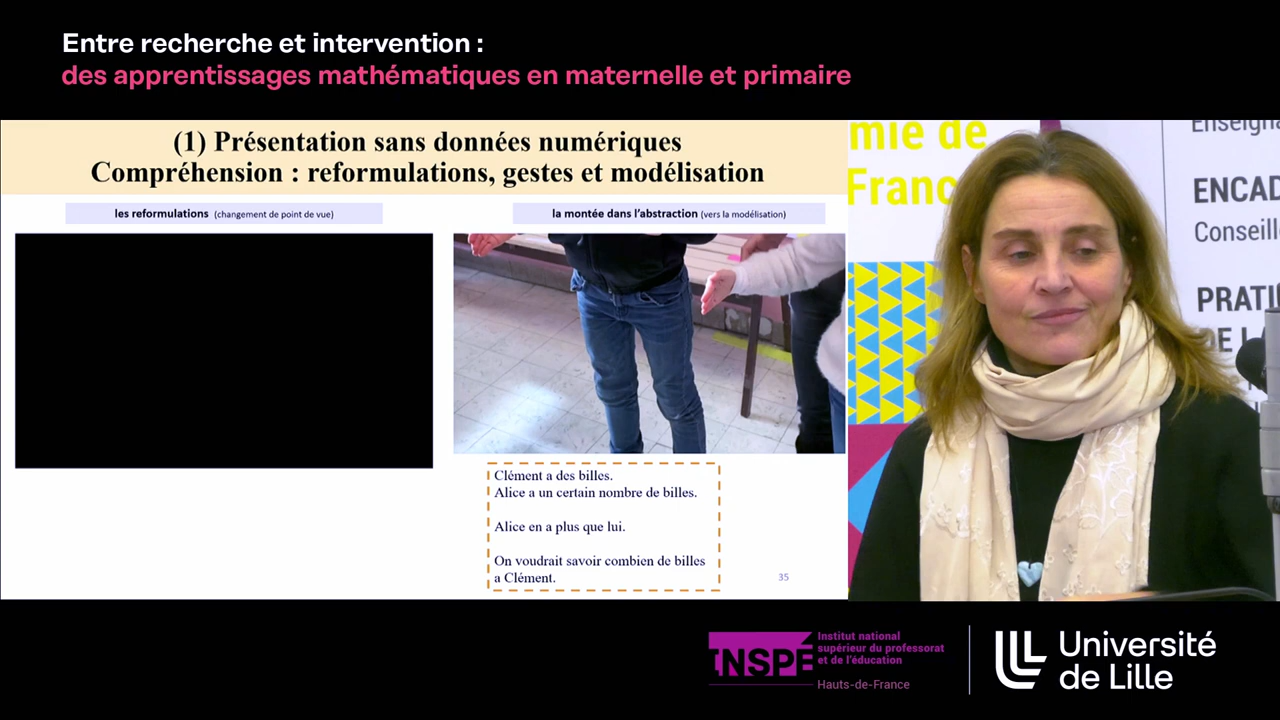 Entre recherche et intervention :
des apprentissages mathématiques en maternelle et primaire
(1) Présentation sans données numériques
Compréhension : reformulations, gestes et modélisation
les reformulations (changement de point de vue)
la montée dans l'abstraction (vers la modélisation)
Clément a des billes.
Alice a un certain nombre de billes.
Alice en a plus que lui.
On voudrait savoir combien de billes
a Clément.
35
mie de
Franc
ENCAD
Conseill
PRATI
DE L
INSPÉ
Institut national
supérieur du professorat
et de l'éducation
Hauts-de-France
Université
de Lille